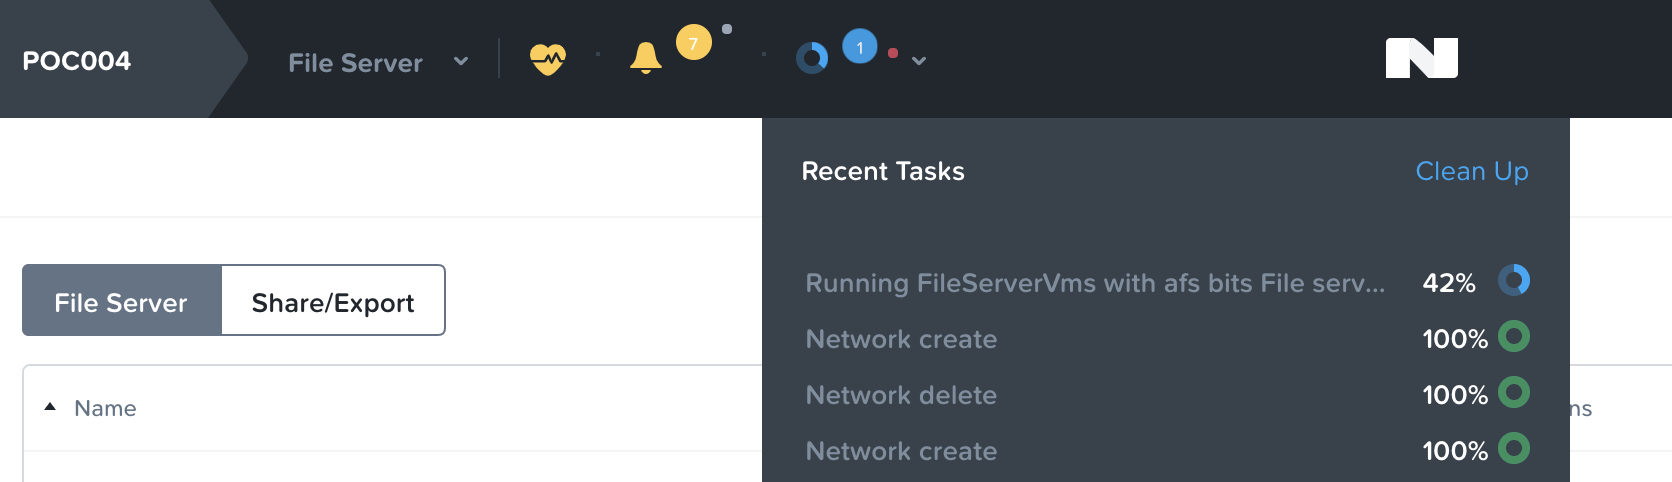 POC004
File Server
7
1
Recent Tasks
Clean Up
Running FileServerVms with afs bits File serv... 42%
Network create 100%
Network delete 100%
Network create 100%
File Server
Share/Export
Name
ns